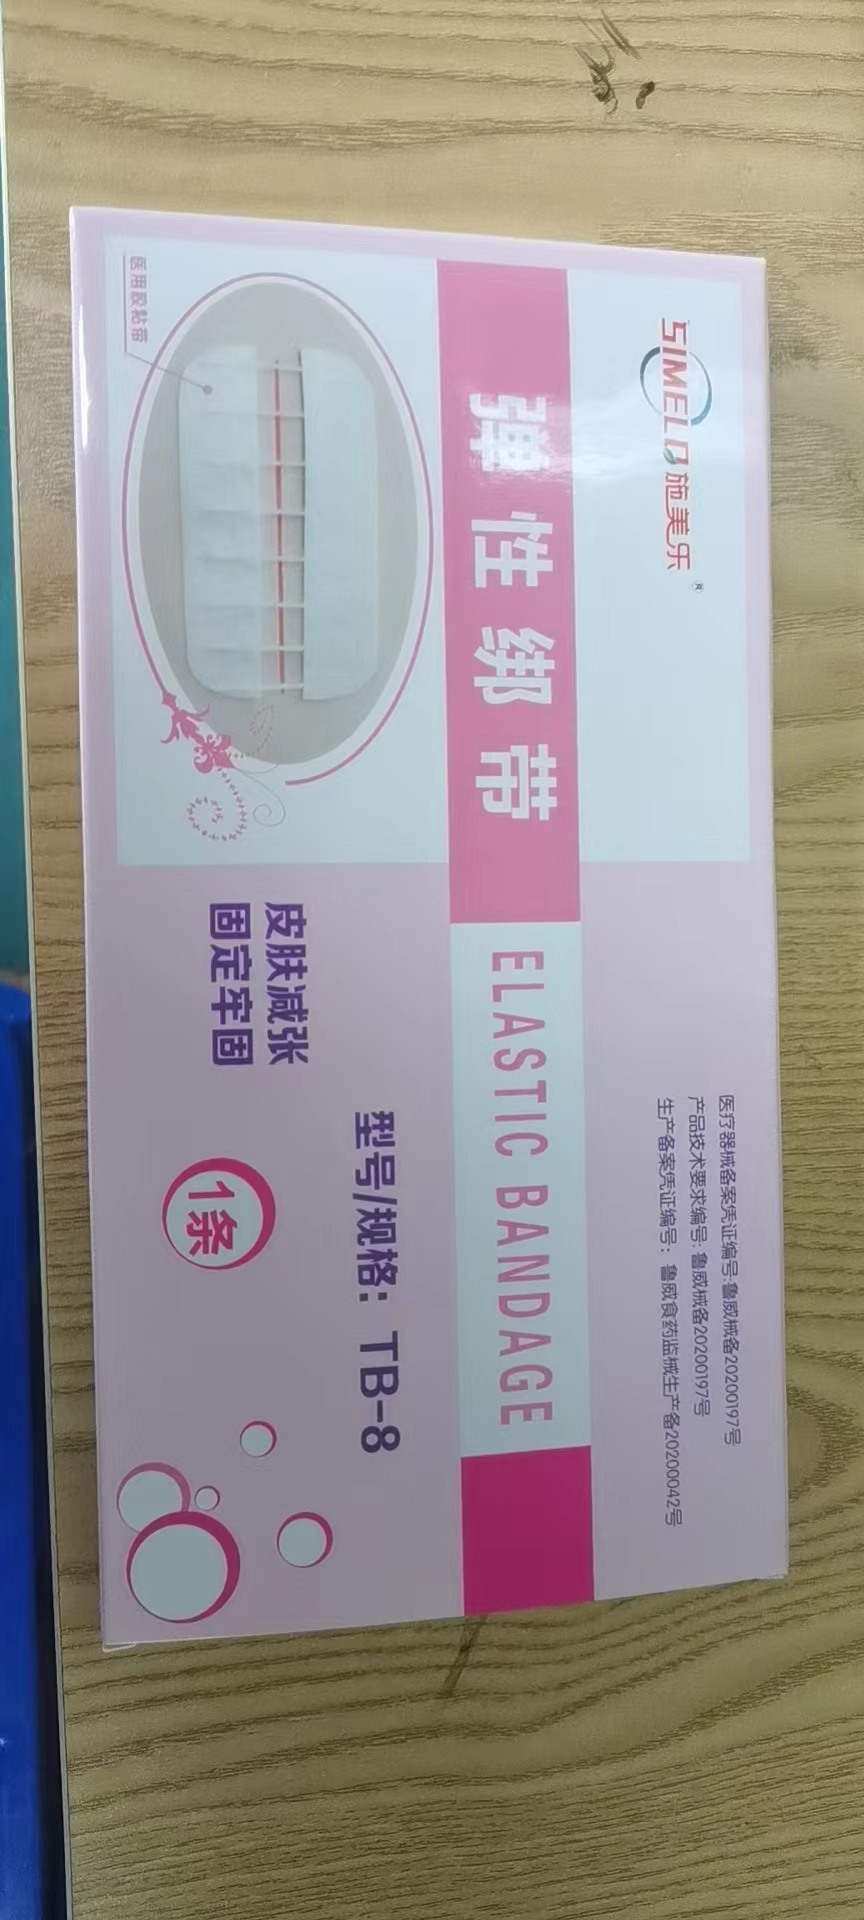 SIMELO施美乐®
医疗器械备案凭证编号:鲁威械备20200197号
产品技术要求编号: 鲁威械备20200197号
生产备案凭证编号: 鲁威食药监械生产备20200042号
弹性绷带 ELASTIC BANDAGE
型号/规格: TB-8
皮肤减张
固定牢固
1条
医用胶粘带